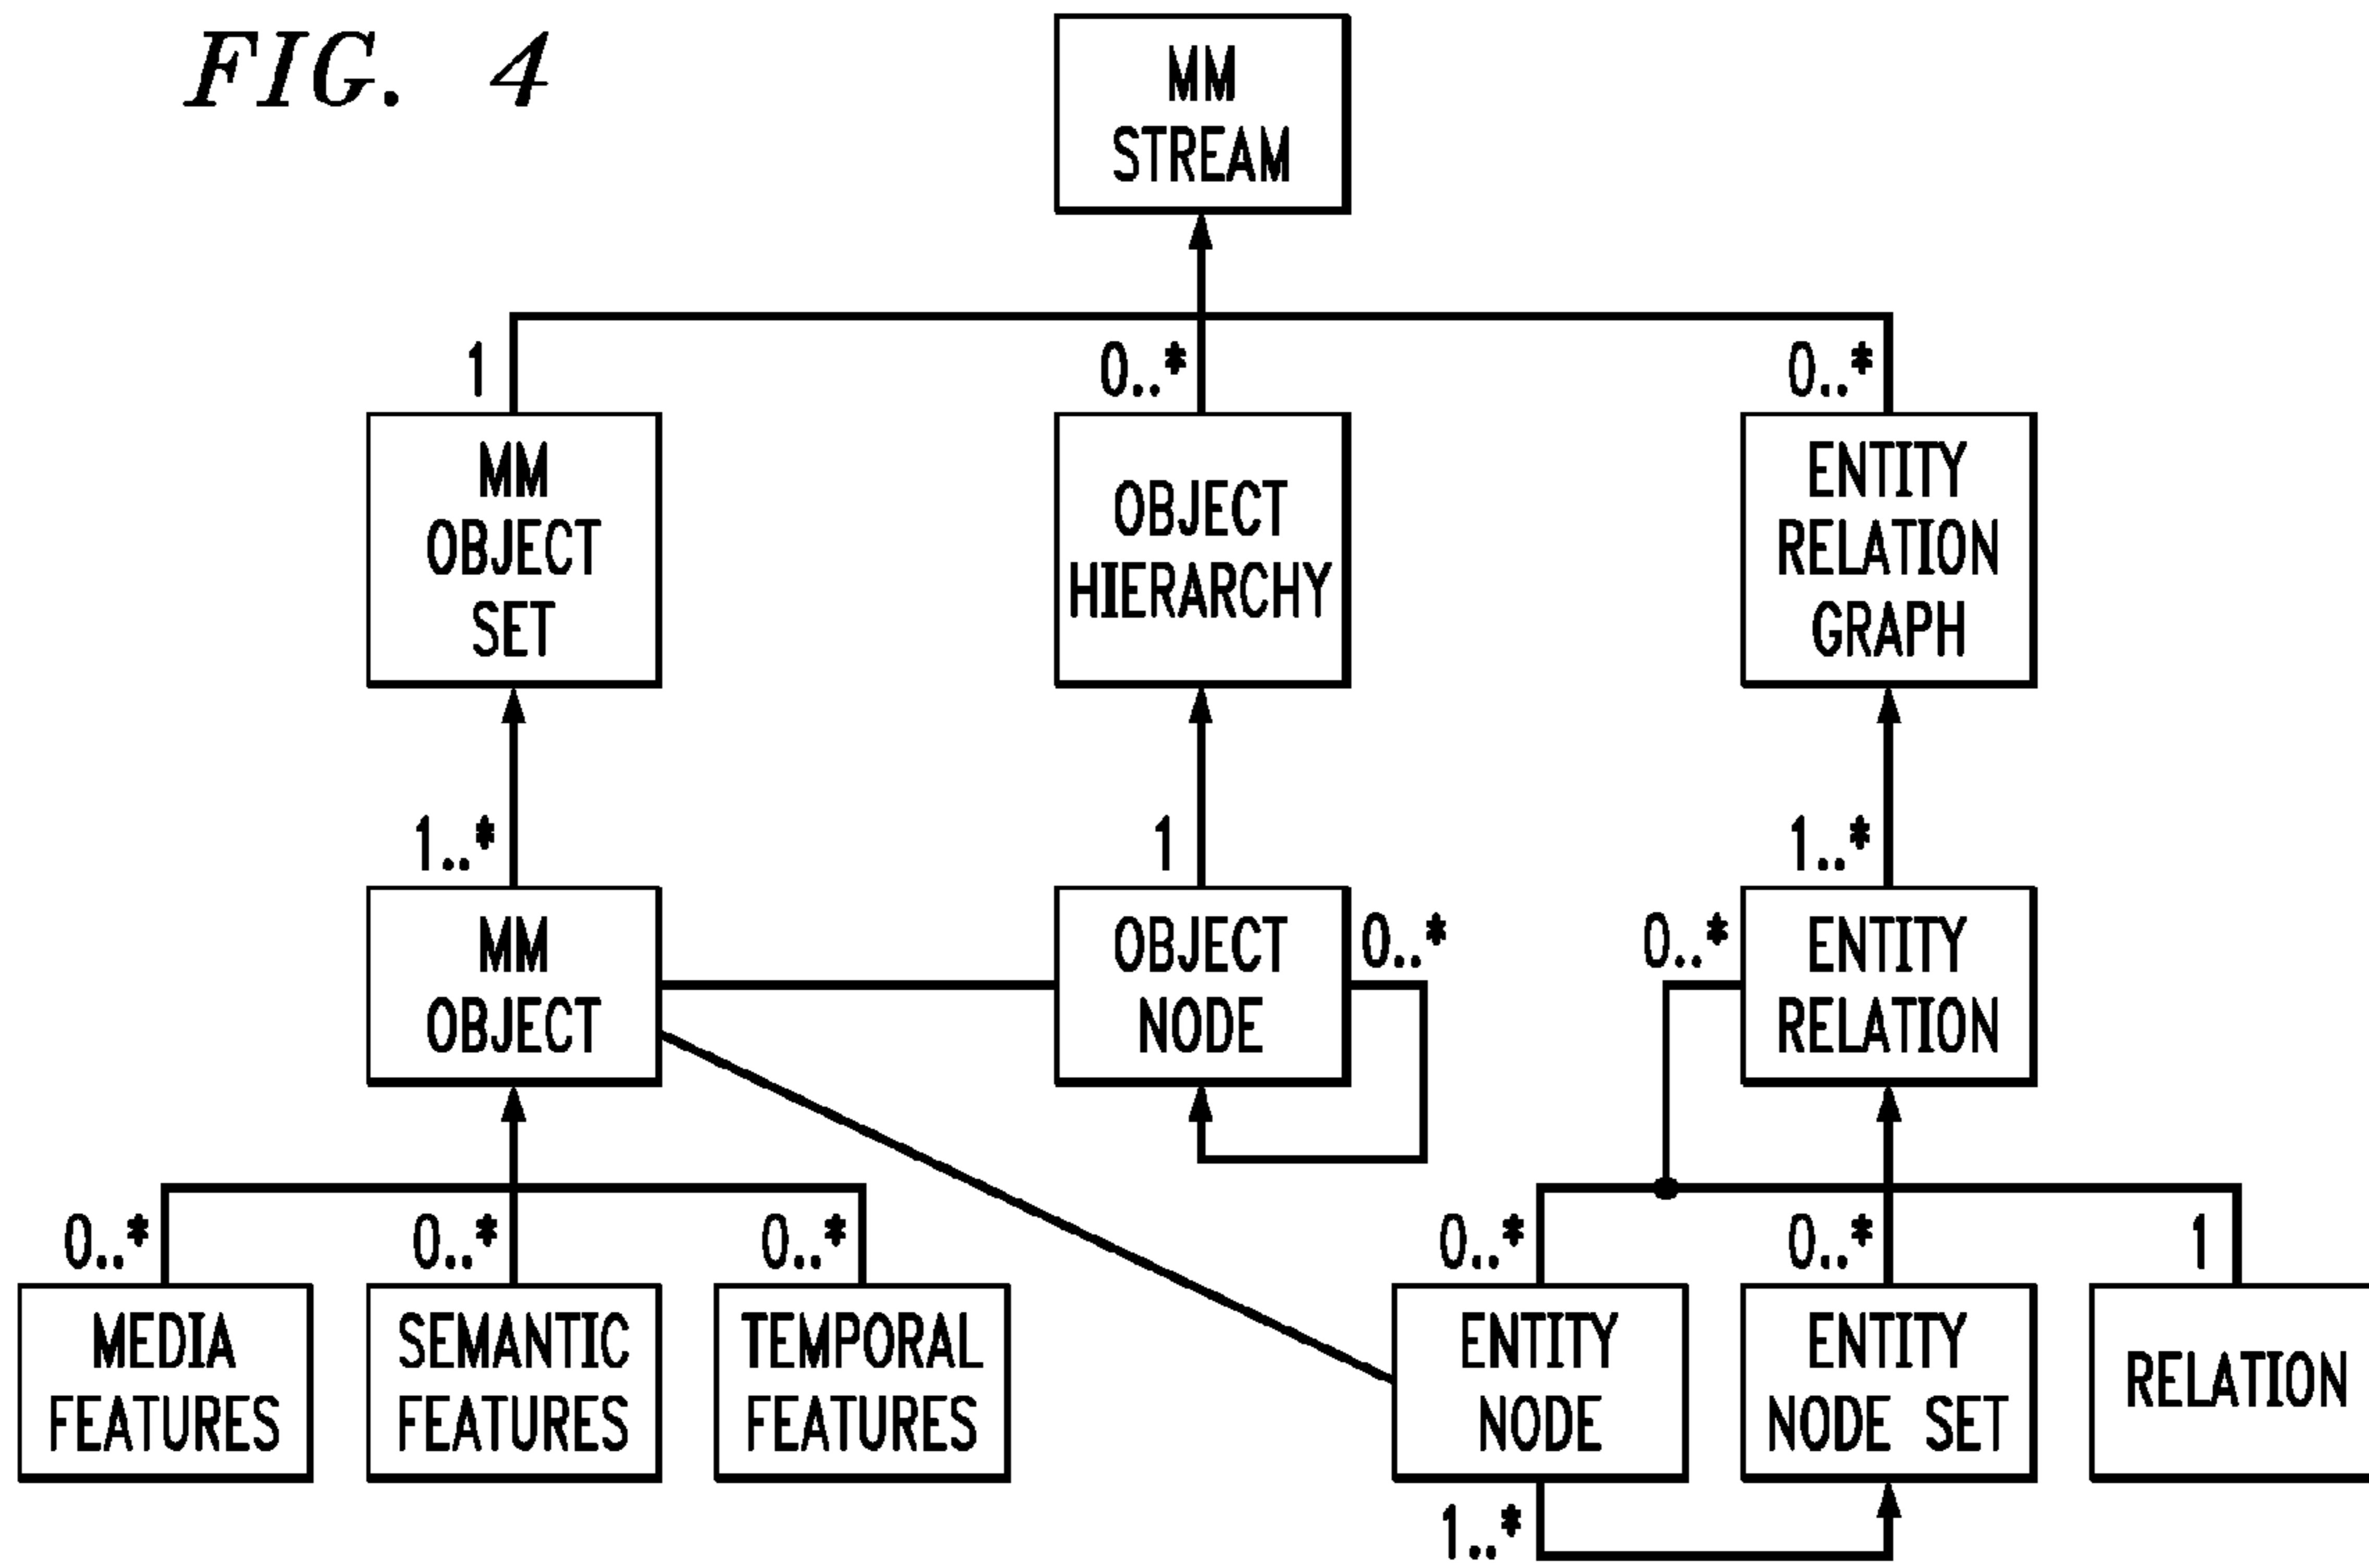 FIG. 4
MM
STREAM
1
0..*
0..*
MM
OBJECT
SET
OBJECT
HIERARCHY
ENTITY
RELATION
GRAPH
1..*
1
1..*
MM
OBJECT
OBJECT
NODE
0..*
0..*
ENTITY
RELATION
0..*
0..*
0..*
0..*
0..*
1
MEDIA
FEATURES
SEMANTIC
FEATURES
TEMPORAL
FEATURES
ENTITY
NODE
ENTITY
NODE SET
RELATION
1..*